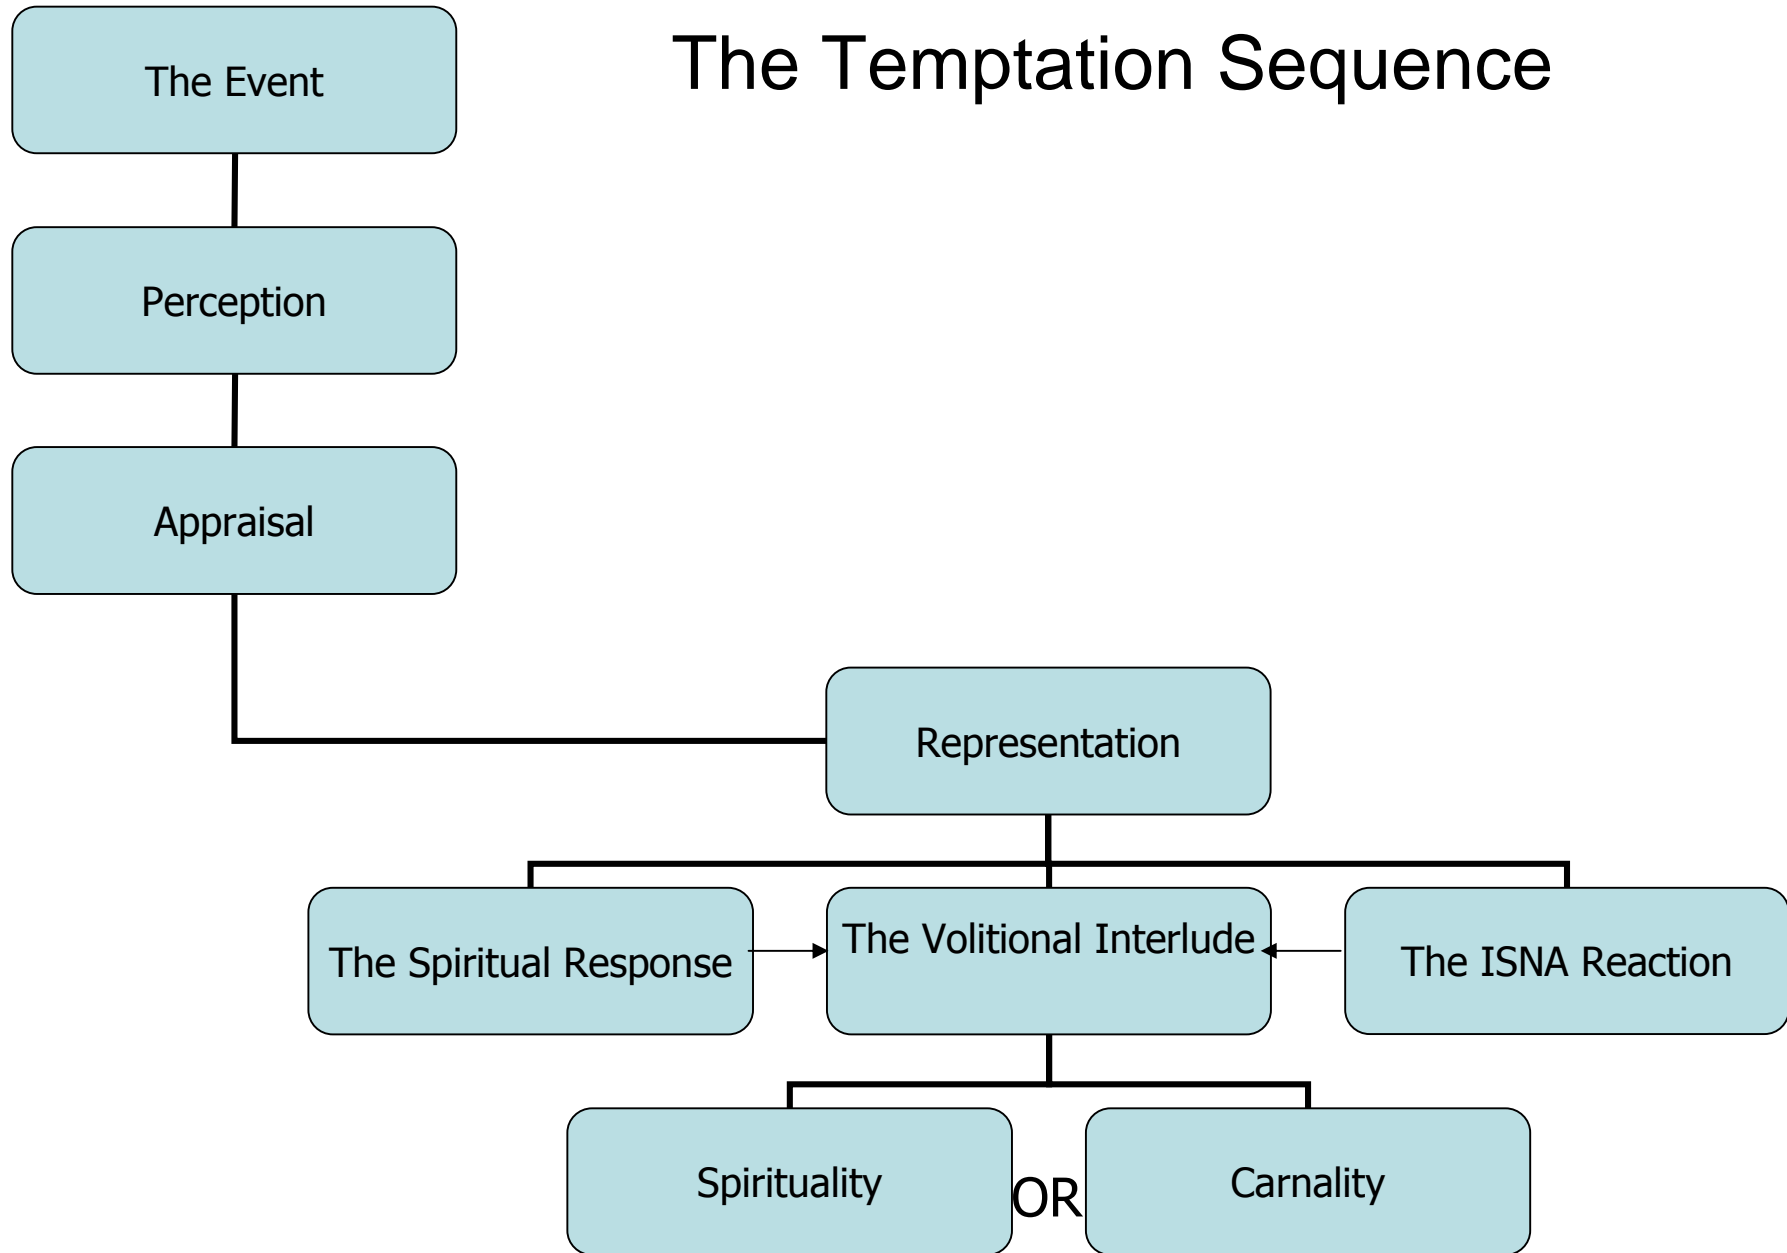 The Temptation Sequence
The Event
Perception
Appraisal
Representation
The Spiritual Response
The Volitional Interlude
The ISNA Reaction
Spirituality
OR
Carnality